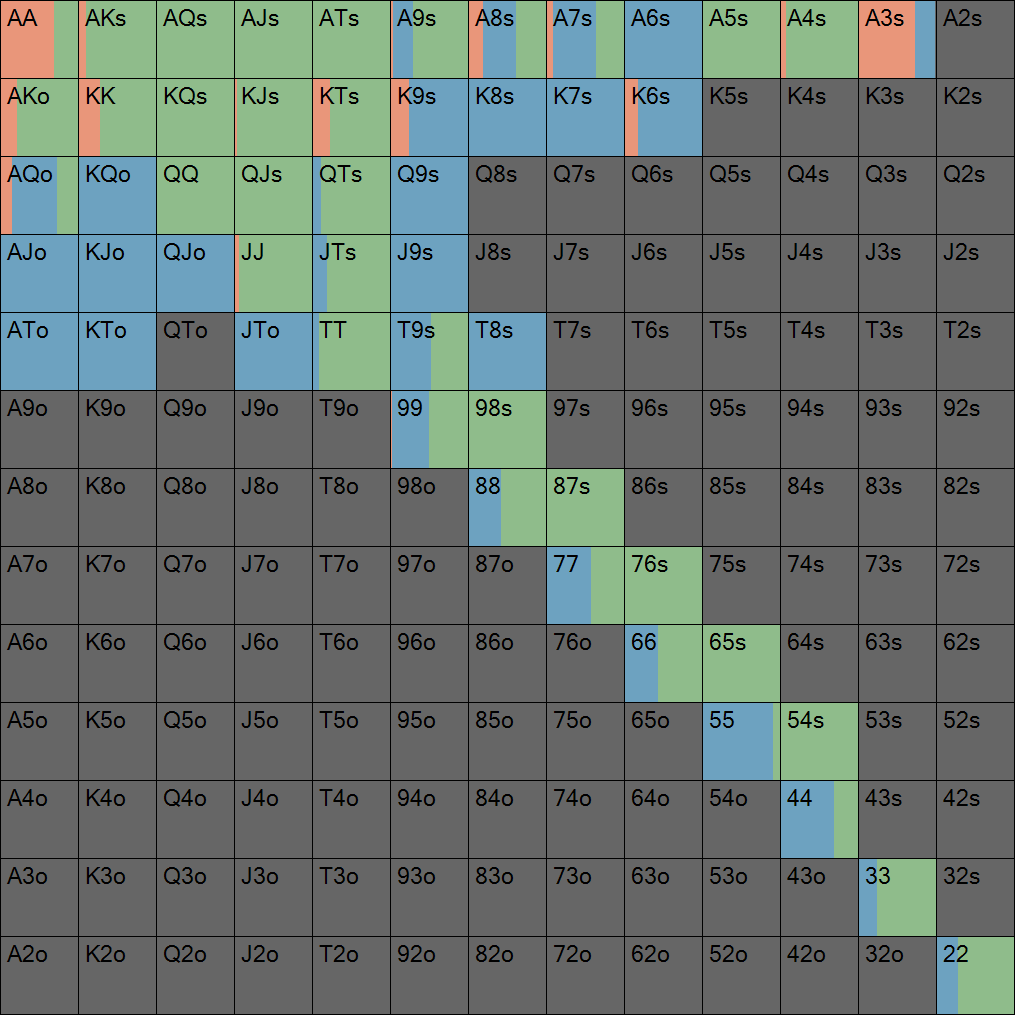 AA AKs AQs AJs ATs A9s A8s A7s A6s A5s A4s A3s A2s
AKo KK KQs KJs KTs K9s K8s K7s K6s K5s K4s K3s K2s
AQo KQo QQ QJs QTs Q9s Q8s Q7s Q6s Q5s Q4s Q3s Q2s
AJo KJo QJo JJ JTs J9s J8s J7s J6s J5s J4s J3s J2s
ATo KTo QTo JTo TT T9s T8s T7s T6s T5s T4s T3s T2s
A9o K9o Q9o J9o T9o 99 98s 97s 96s 95s 94s 93s 92s
A8o K8o Q8o J8o T8o 98o 88 87s 86s 85s 84s 83s 82s
A7o K7o Q7o J7o T7o 97o 87o 77 76s 75s 74s 73s 72s
A6o K6o Q6o J6o T6o 96o 86o 76o 66 65s 64s 63s 62s
A5o K5o Q5o J5o T5o 95o 85o 75o 65o 55 54s 53s 52s
A4o K4o Q4o J4o T4o 94o 84o 74o 64o 54o 44 43s 42s
A3o K3o Q3o J3o T3o 93o 83o 73o 63o 53o 43o 33 32s
A2o K2o Q2o J2o T2o 92o 82o 72o 62o 52o 42o 32o 22